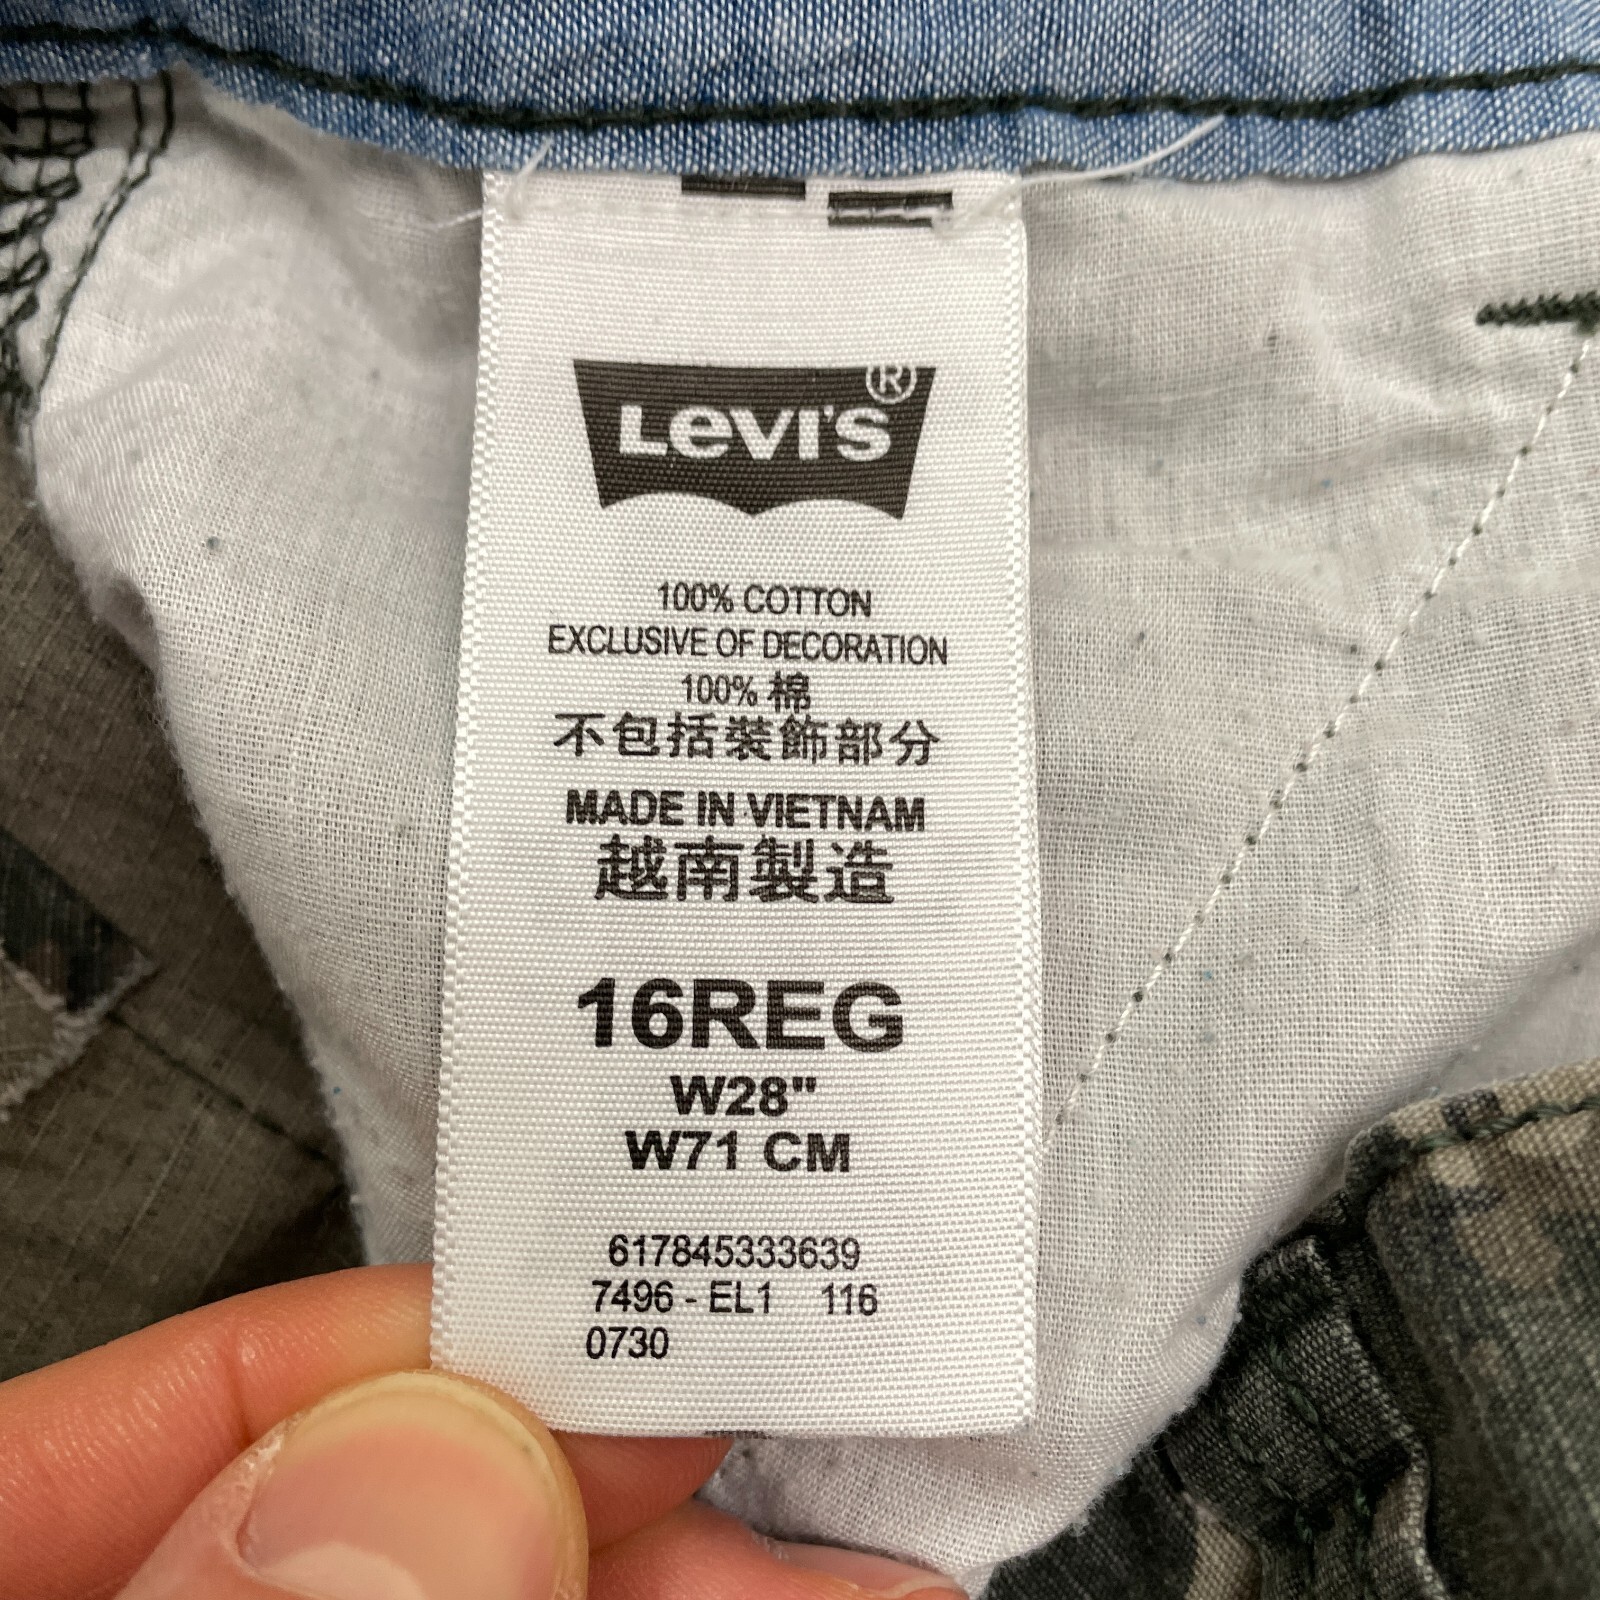 Levi's®
100% COTTON
EXCLUSIVE OF DECORATION
100% 棉
不包括裝飾部分
MADE IN VIETNAM
越南製造
16REG
W28"
W71 CM
617845333639
7496 - EL1 116
0730